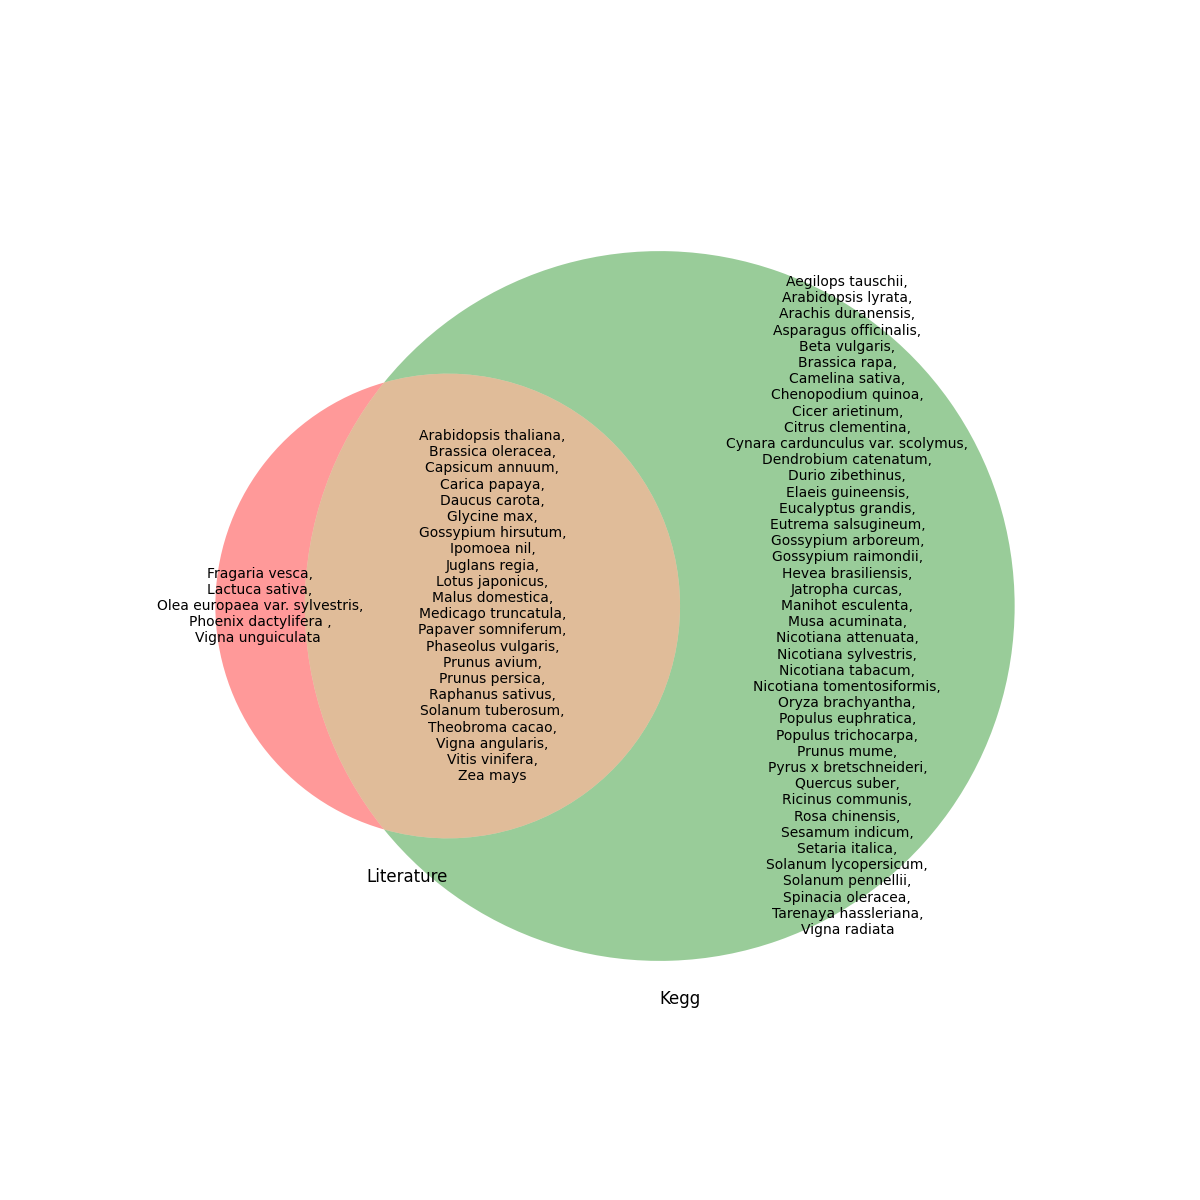 Fragaria vesca,
Lactuca sativa,
Olea europaea var. sylvestris,
Phoenix dactylifera ,
Vigna unguiculata
Arabidopsis thaliana,
Brassica oleracea,
Capsicum annuum,
Carica papaya,
Daucus carota,
Glycine max,
Gossypium hirsutum,
Ipomoea nil,
Juglans regia,
Lotus japonicus,
Malus domestica,
Medicago truncatula,
Papaver somniferum,
Phaseolus vulgaris,
Prunus avium,
Prunus persica,
Raphanus sativus,
Solanum tuberosum,
Theobroma cacao,
Vigna angularis,
Vitis vinifera,
Zea mays
Aegilops tauschii,
Arabidopsis lyrata,
Arachis duranensis,
Asparagus officinalis,
Beta vulgaris,
Brassica rapa,
Camelina sativa,
Chenopodium quinoa,
Cicer arietinum,
Citrus clementina,
Cynara cardunculus var. scolymus,
Dendrobium catenatum,
Durio zibethinus,
Elaeis guineensis,
Eucalyptus grandis,
Eutrema salsugineum,
Gossypium arboreum,
Gossypium raimondii,
Hevea brasiliensis,
Jatropha curcas,
Manihot esculenta,
Musa acuminata,
Nicotiana attenuata,
Nicotiana sylvestris,
Nicotiana tabacum,
Nicotiana tomentosiformis,
Oryza brachyantha,
Populus euphratica,
Populus trichocarpa,
Prunus mume,
Pyrus x bretschneideri,
Quercus suber,
Ricinus communis,
Rosa chinensis,
Sesamum indicum,
Setaria italica,
Solanum lycopersicum,
Solanum pennellii,
Spinacia oleracea,
Tarenaya hassleriana,
Vigna radiata
Literature
Kegg